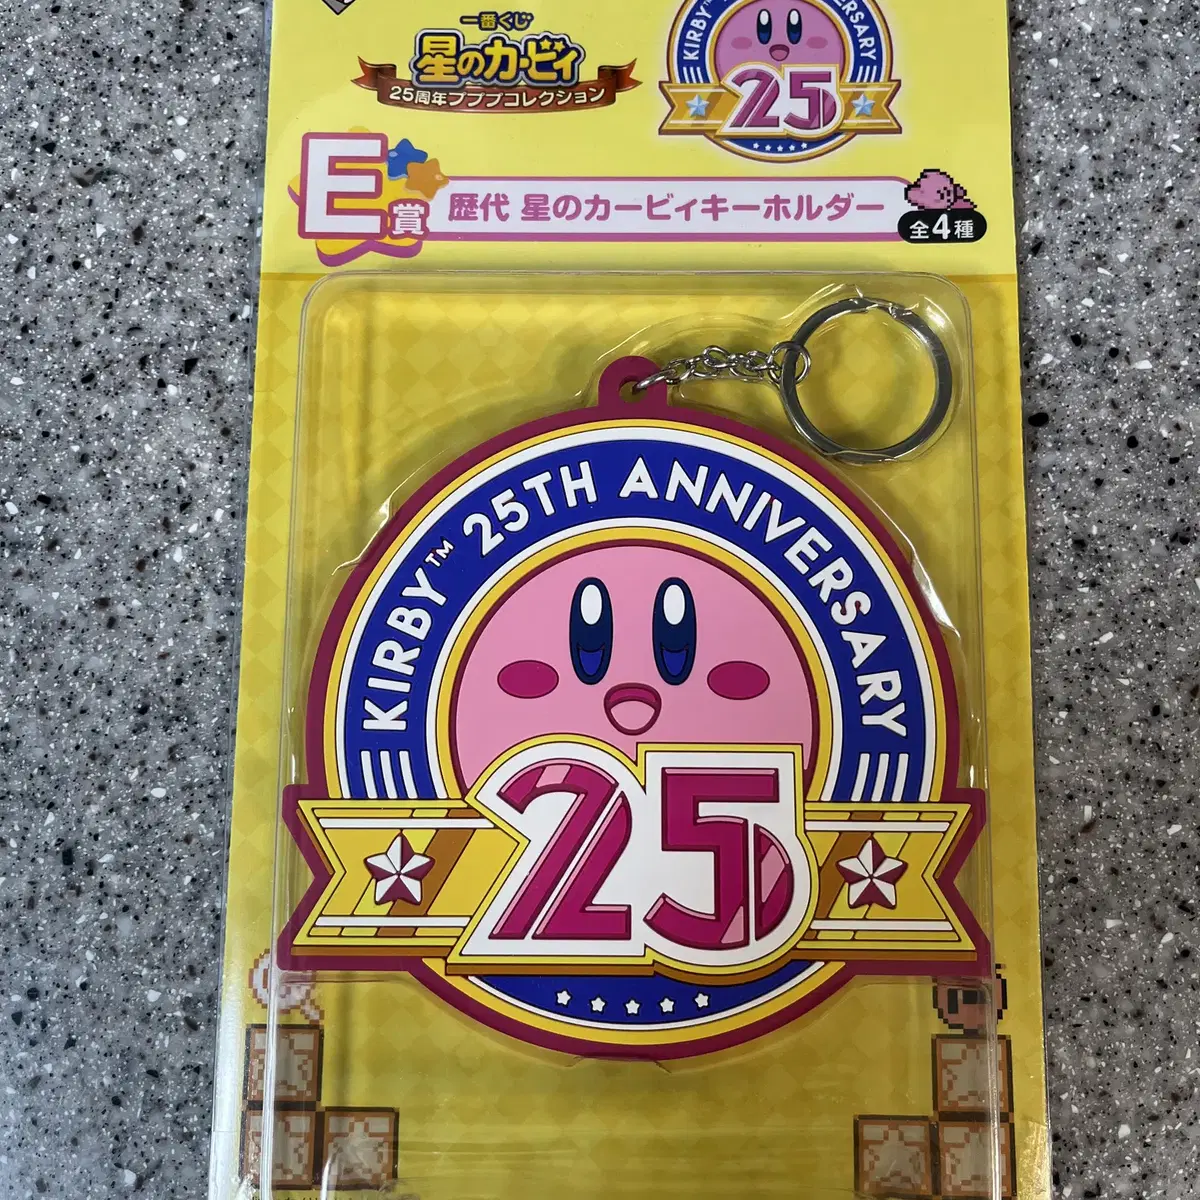 一番くじ
星のカービィ
25周年プププコレクション
KIRBY™ 25TH ANNIVERSARY
25
E賞
歴代 星のカービィキーホルダー
全4種
KIRBY™ 25TH ANNIVERSARY
25